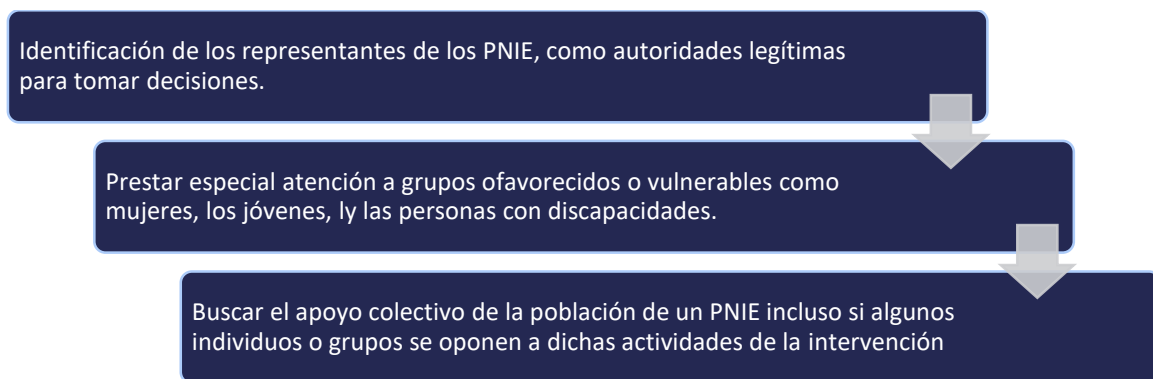 Identificación de los representantes de los PNIE, como autoridades legítimas
para tomar decisiones.
Prestar especial atención a grupos ofavorecidos o vulnerables como
mujeres, los jóvenes, ly las personas con discapacidades.
Buscar el apoyo colectivo de la población de un PNIE incluso si algunos
individuos o grupos se oponen a dichas actividades de la intervención